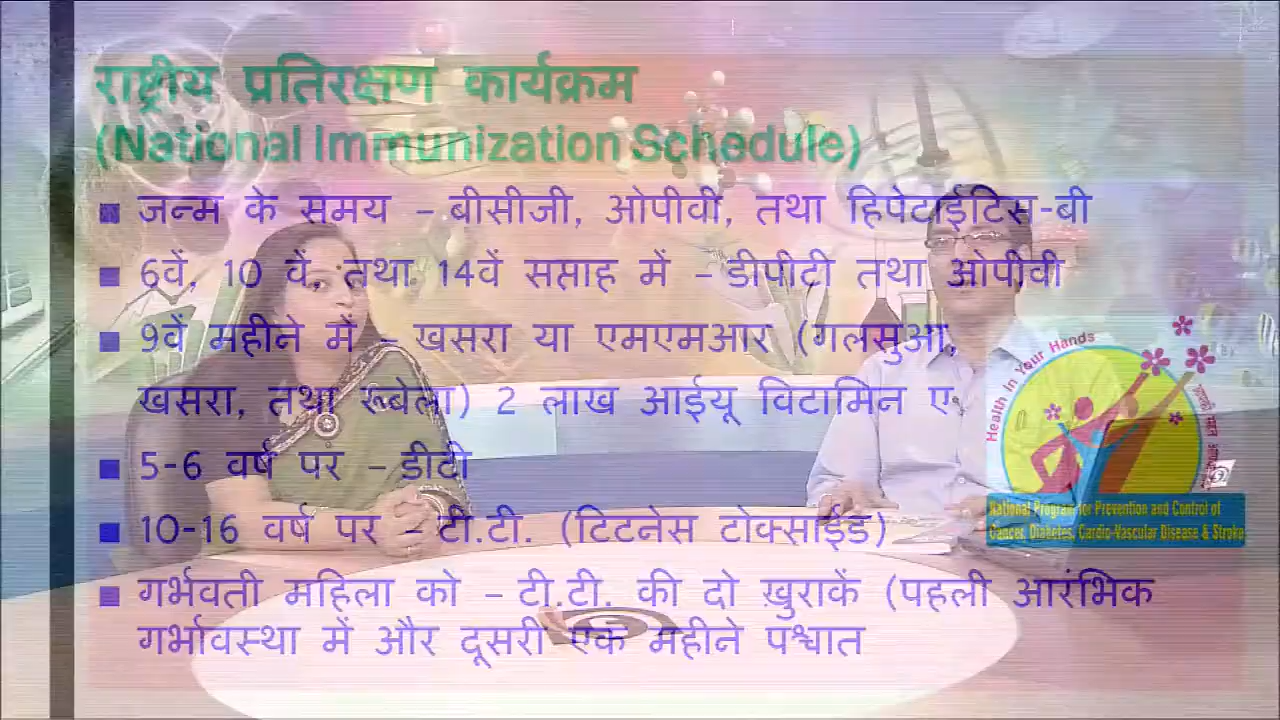 राष्ट्रीय प्रतिरक्षण कार्यक्रम
(National Immunization Schedule)
जन्म के समय – बीसीजी, ओपीवी, तथा हिपेटाईटिस-बी
6वें, 10 वें, तथा 14वें सप्ताह में – डीपीटी तथा ओपीवी
9वें महीने में – खसरा या एमएमआर (गलसुआ,
खसरा, तथा रूबेला) 2 लाख आईयू विटामिन ए
5-6 वर्ष पर – डीटी
10-16 वर्ष पर – टी.टी. (टिटनेस टोक्साईड)
गर्भवती महिला को – टी.टी. की दो ख़ुराकें (पहली आरंभिक
गर्भावस्था में और दूसरी एक महीने पश्चात
Health In Your Hands
National Program for Prevention and Control of
Cancer, Diabetes, Cardio-Vascular Disease & Stroke